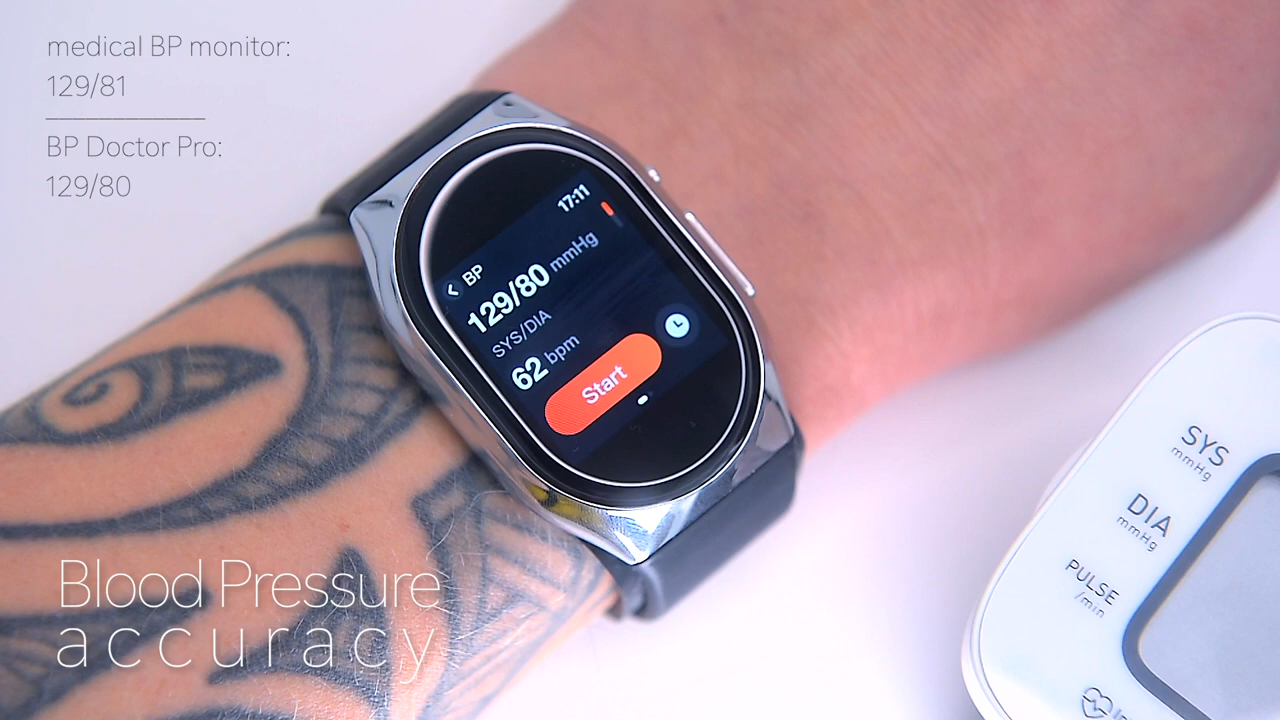 medical BP monitor:
129/81
BP Doctor Pro:
129/80
17:11
BP
129/80 mmHg
SYS/DIA
62 bpm
Start
SYS
mmHg
DIA
mmHg
PULSE
/min
Blood Pressure
accuracy